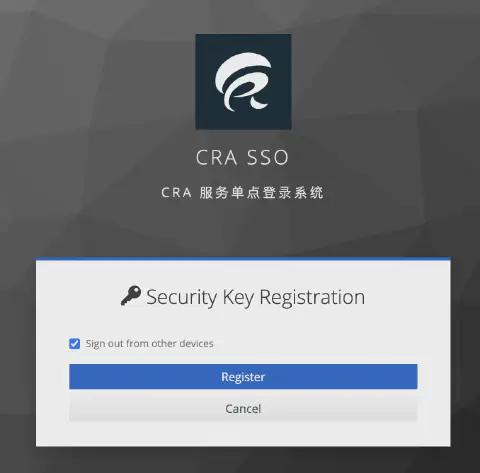 CRA SSO
CRA 服务单点登录系统
Security Key Registration
Sign out from other devices
Register
Cancel